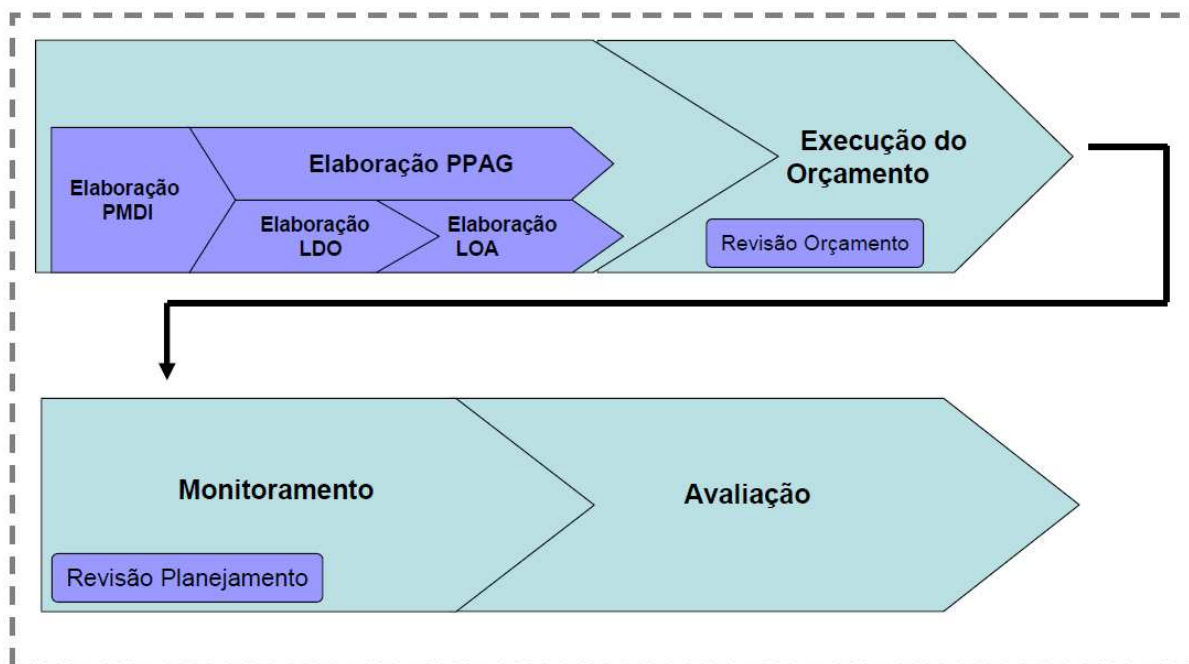 Elaboração
PMDI
Elaboração PPAG
Elaboração
LDO
Elaboração
LOA
Execução do
Orçamento
Revisão Orçamento
Monitoramento
Revisão Planejamento
Avaliação